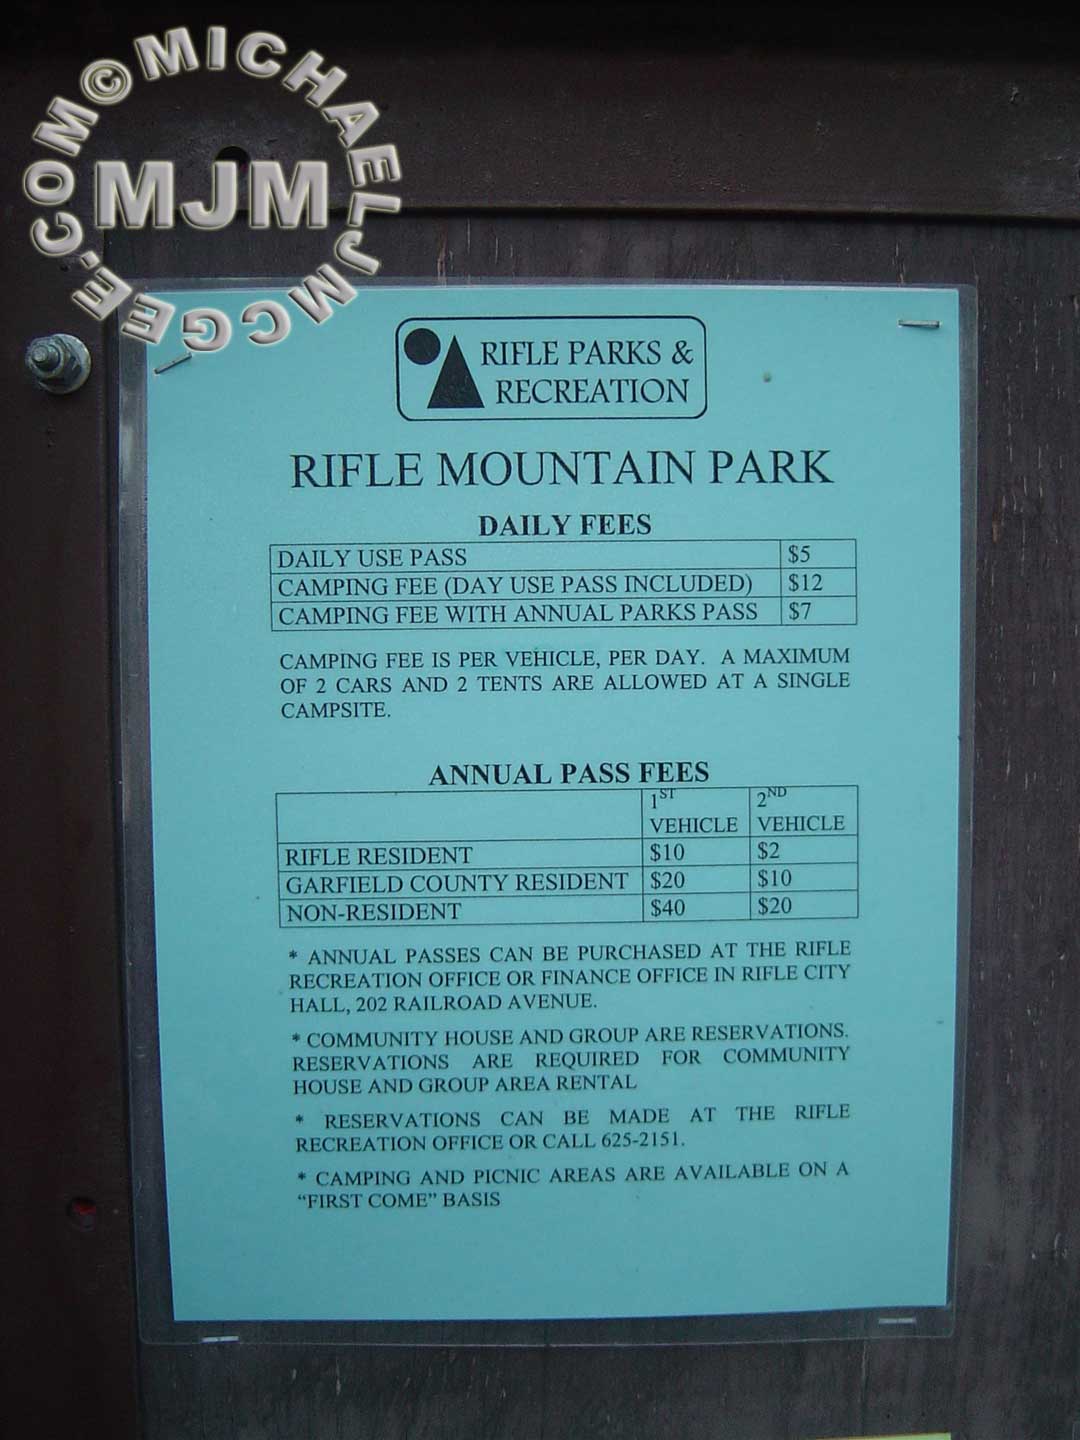 ©MICHAELJMCGEE.COM
MJM
RIFLE PARKS &
RECREATION
RIFLE MOUNTAIN PARK
DAILY FEES
DAILY USE PASS $5
CAMPING FEE (DAY USE PASS INCLUDED) $12
CAMPING FEE WITH ANNUAL PARKS PASS $7
CAMPING FEE IS PER VEHICLE, PER DAY. A MAXIMUM
OF 2 CARS AND 2 TENTS ARE ALLOWED AT A SINGLE
CAMPSITE.
ANNUAL PASS FEES
1ST 2ND
VEHICLE VEHICLE
RIFLE RESIDENT $10 $2
GARFIELD COUNTY RESIDENT $20 $10
NON-RESIDENT $40 $20
* ANNUAL PASSES CAN BE PURCHASED AT THE RIFLE
RECREATION OFFICE OR FINANCE OFFICE IN RIFLE CITY
HALL, 202 RAILROAD AVENUE.
* COMMUNITY HOUSE AND GROUP ARE RESERVATIONS.
RESERVATIONS ARE REQUIRED FOR COMMUNITY
HOUSE AND GROUP AREA RENTAL
* RESERVATIONS CAN BE MADE AT THE RIFLE
RECREATION OFFICE OR CALL 625-2151.
* CAMPING AND PICNIC AREAS ARE AVAILABLE ON A
“FIRST COME” BASIS